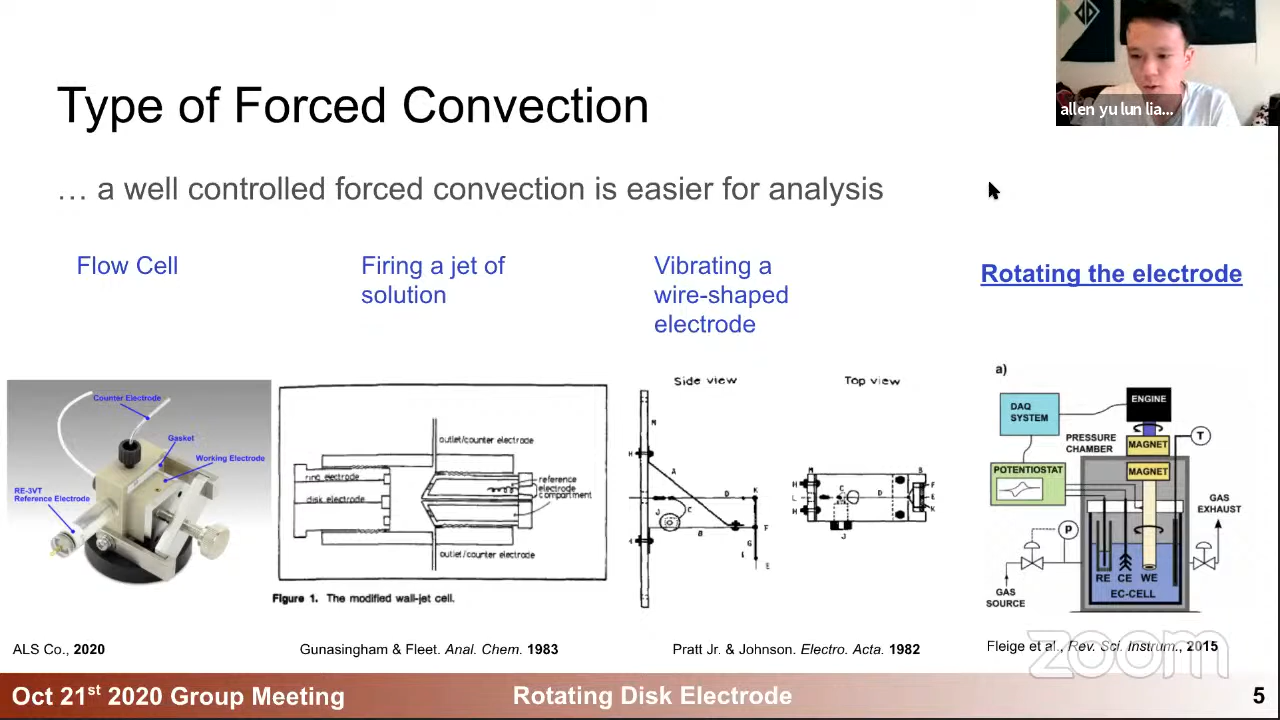 allen yu lun lia...
Type of Forced Convection
… a well controlled forced convection is easier for analysis
Flow Cell
Firing a jet of
solution
Vibrating a
wire-shaped
electrode
Rotating the electrode
Counter Electrode
Gasket
Working Electrode
RE-3VT
Reference Electrode
outlet/counter electrode
ring electrode
disk electrode
reference
electrode
compartment
outlet/counter electrode
Figure 1. The modified wall-jet cell.
Side view
Top view
M
H
A
D
K
L
J
C
B
F
G
H
I
E
M
B
H
C
F
L
D
E
H
K
J
a)
DAQ
SYSTEM
ENGINE
PRESSURE
CHAMBER
MAGNET
T
POTENTIOSTAT
MAGNET
GAS
EXHAUST
P
RE CE WE
EC-CELL
GAS
SOURCE
ALS Co., 2020
Gunasingham & Fleet. Anal. Chem. 1983
Pratt Jr. & Johnson. Electro. Acta. 1982
Fleige et al., Rev. Sci. Instrum., 2015
zoom
Oct 21st 2020 Group Meeting
Rotating Disk Electrode
5